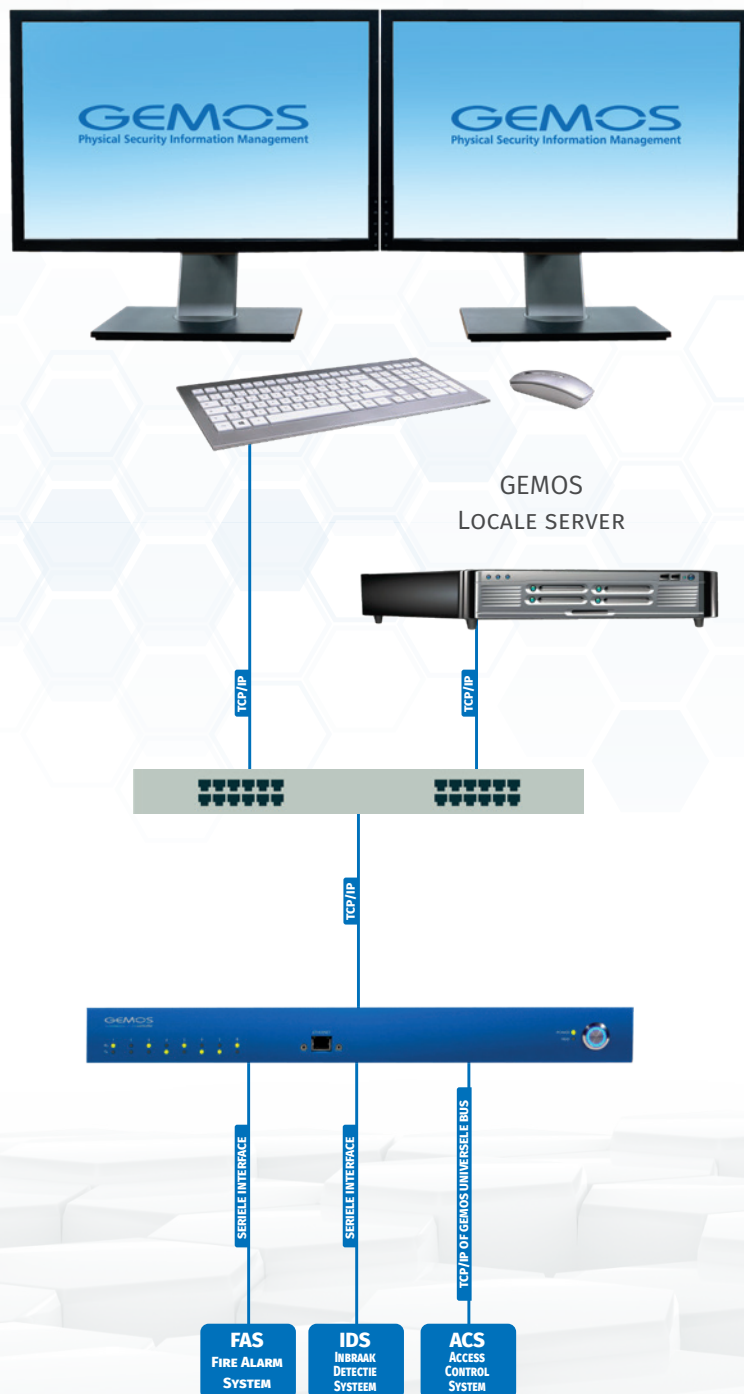 GEMOS
Physical Security Information Management
GEMOS
Physical Security Information Management
GEMOS
LOCALE SERVER
TCP/IP
TCP/IP
TCP/IP
GEMOS
SERIELE INTERFACE
SERIELE INTERFACE
TCP/IP OF GEMOS UNIVERSELE BUS
FAS
FIRE ALARM
SYSTEM
IDS
INBRAAK
DETECTIE
SYSTEEM
ACS
ACCESS
CONTROL
SYSTEM